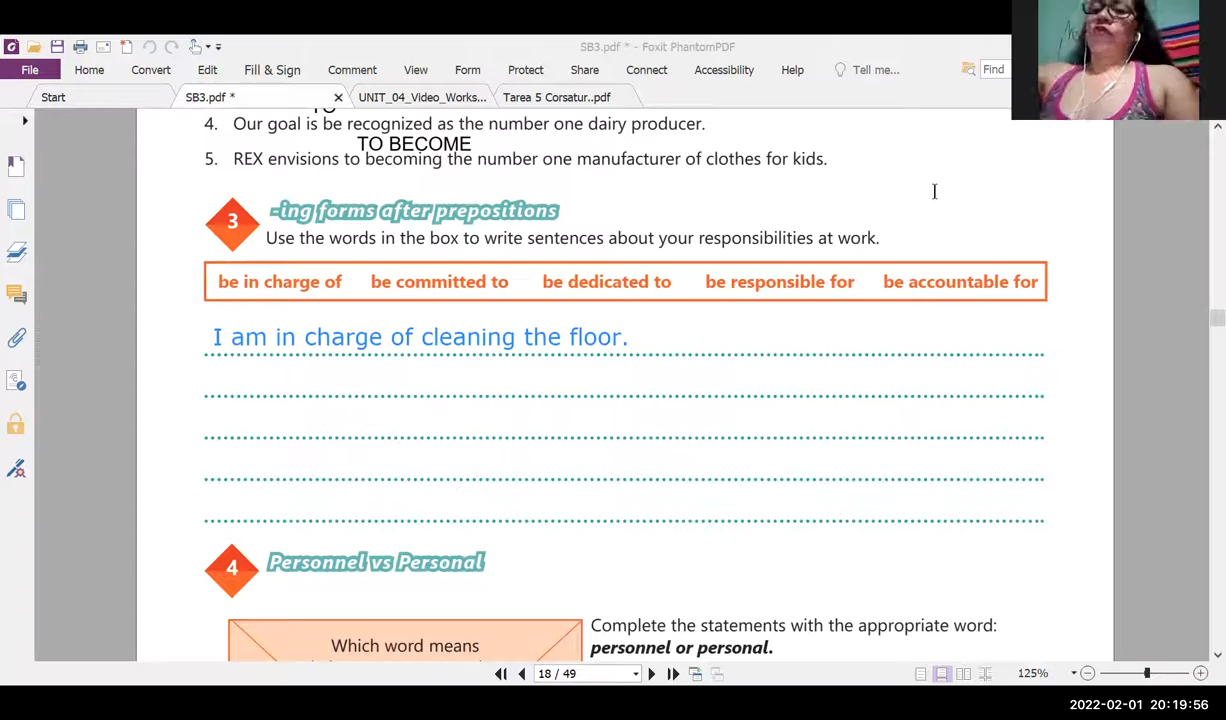 SB3.pdf * - Foxit PhantomPDF
File Home Convert Edit Fill & Sign Comment View Form Protect Share Connect Accessibility Help Tell me... Find
Start SB3.pdf * UNIT_04_Video_Works... Tarea 5 Corsatur..pdf
4. Our goal is be recognized as the number one dairy producer.
TO BECOME
5. REX envisions to becoming the number one manufacturer of clothes for kids.
3 -ing forms after prepositions
Use the words in the box to write sentences about your responsibilities at work.
be in charge of be committed to be dedicated to be responsible for be accountable for
I am in charge of cleaning the floor.
4 Personnel vs Personal
Which word means
Complete the statements with the appropriate word:
personnel or personal.
18 / 49
125%
2022-02-01 20:19:56